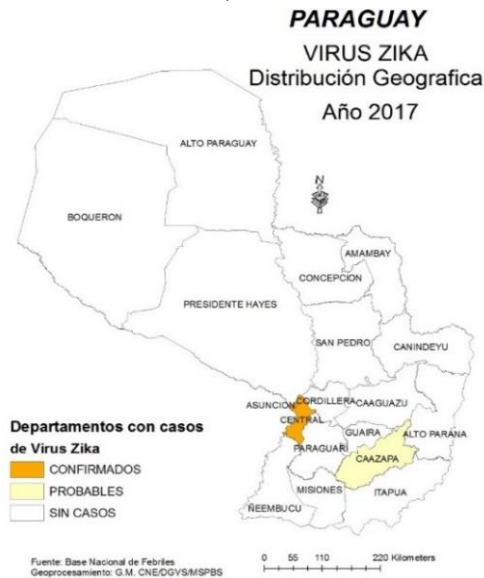 PARAGUAY
VIRUS ZIKA
Distribución Geografica
Año 2017
N
ALTO PARAGUAY
BOQUERON
AMAMBAY
CONCEPCION
PRESIDENTE HAYES
SAN PEDRO
CANINDEYU
ASUNCION
CORDILLERA
CAAGUAZU
CENTRAL
GUAIRA
ALTO PARANA
PARAGUARI
CAAZAPA
MISIONES
ITAPUA
ÑEEMBUCU
Departamentos con casos
de Virus Zika
CONFIRMADOS
PROBABLES
SIN CASOS
Fuente: Base Nacional de Febriles
Geoprocesamiento: G.M. CNE/DGVS/MSPBS
0 55 110 220 Kilometers